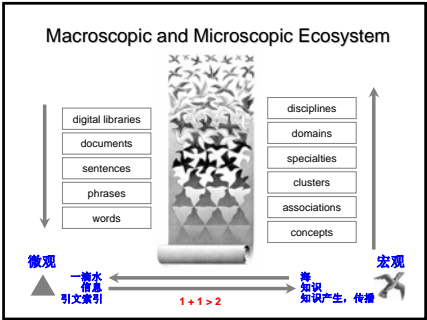 Macroscopic and Microscopic Ecosystem
digital libraries
documents
sentences
phrases
words
disciplines
domains
specialties
clusters
associations
concepts
微观
宏观
一滴水
信息
引文索引
海
知识
知识产生，传播
1 + 1 > 2